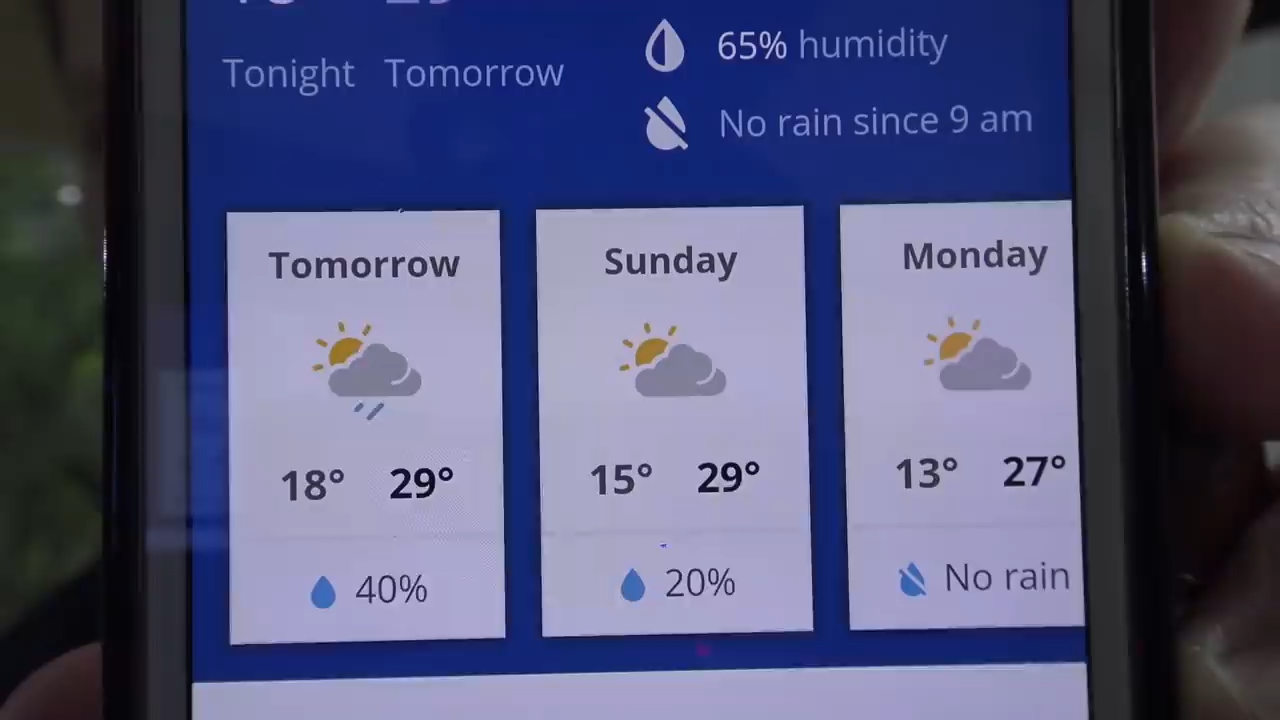 Tonight Tomorrow
65% humidity
No rain since 9 am
Tomorrow
18° 29°
40%
Sunday
15° 29°
20%
Monday
13° 27°
No rain